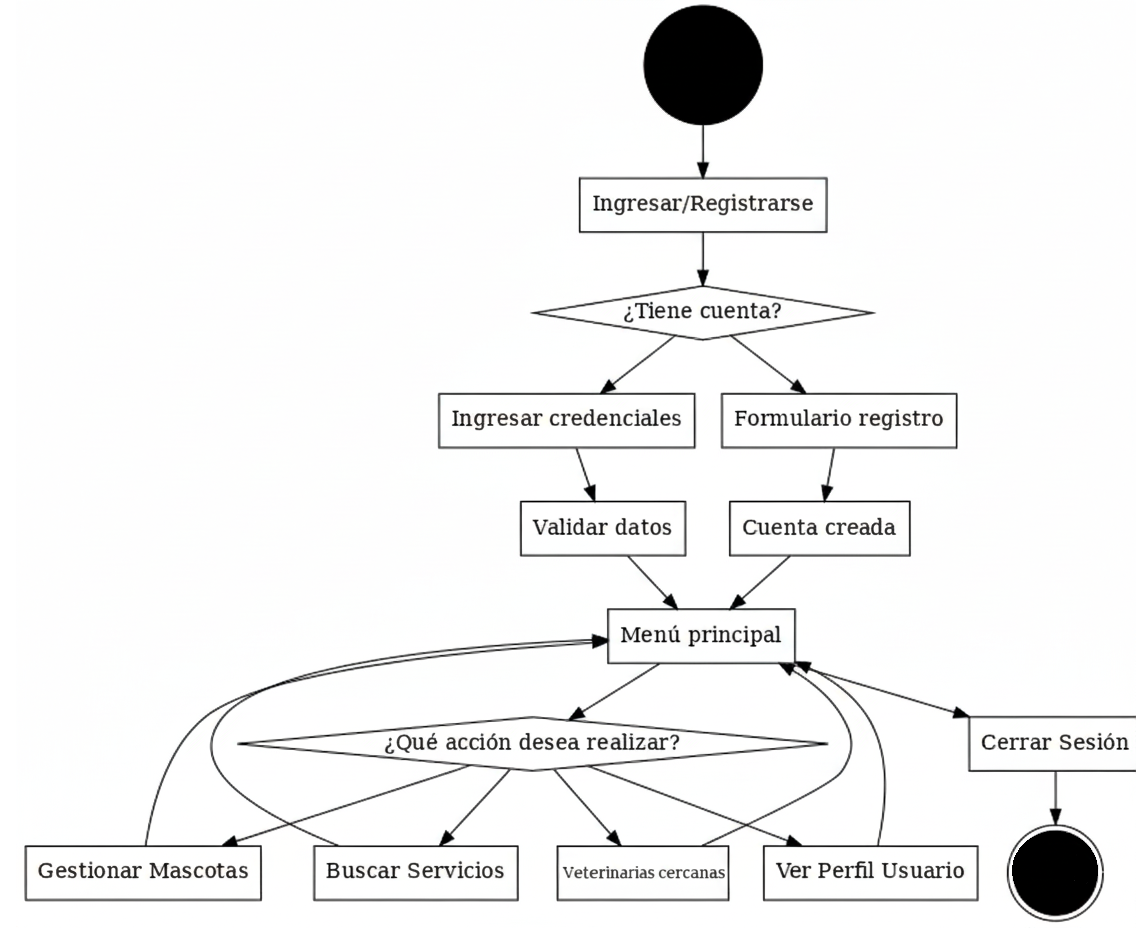 Ingresar/Registrarse
¿Tiene cuenta?
Ingresar credenciales
Formulario registro
Validar datos
Cuenta creada
Menú principal
¿Qué acción desea realizar?
Cerrar Sesión
Gestionar Mascotas
Buscar Servicios
Veterinarias cercanas
Ver Perfil Usuario